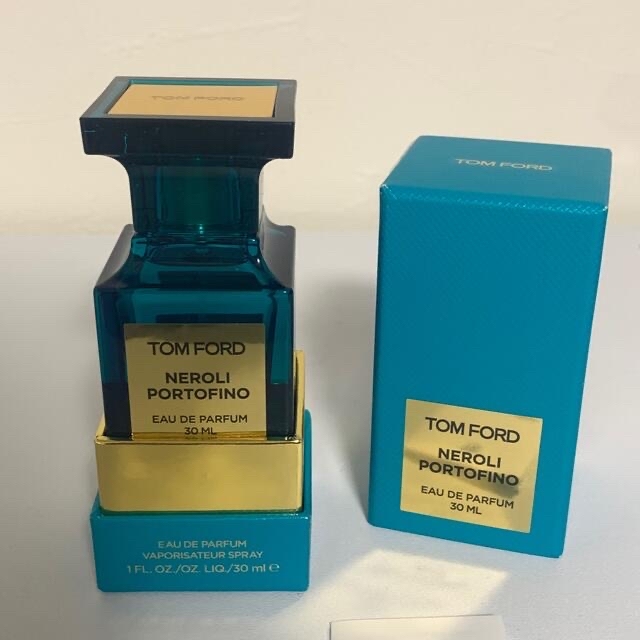 TOM FORD
TOM FORD
NEROLI
PORTOFINO
EAU DE PARFUM
30 ML
EAU DE PARFUM
VAPORISATEUR SPRAY
1 FL. OZ./OZ. LIQ./30 ml ℮
TOM FORD
TOM FORD
NEROLI
PORTOFINO
EAU DE PARFUM
30 ML